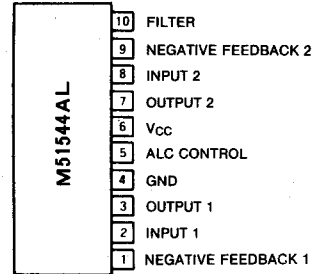 M51544AL
10 FILTER
9 NEGATIVE FEEDBACK 2
8 INPUT 2
7 OUTPUT 2
6 Vcc
5 ALC CONTROL
4 GND
3 OUTPUT 1
2 INPUT 1
1 NEGATIVE FEEDBACK 1